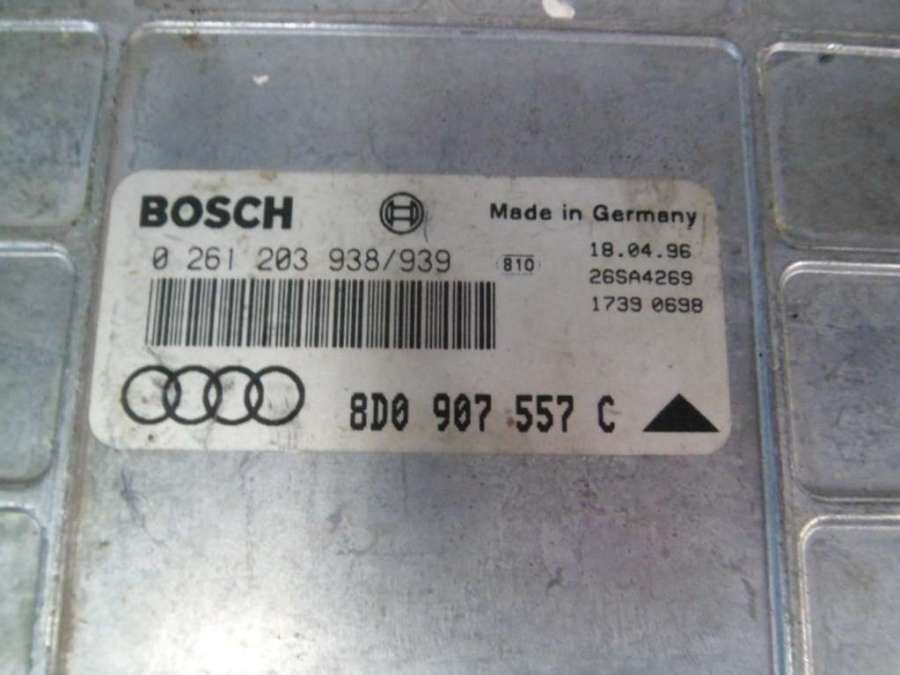 BOSCH Made in Germany
0 261 203 938/939 810 18.04.96
26SA4269
1739 0698
8D0 907 557 C